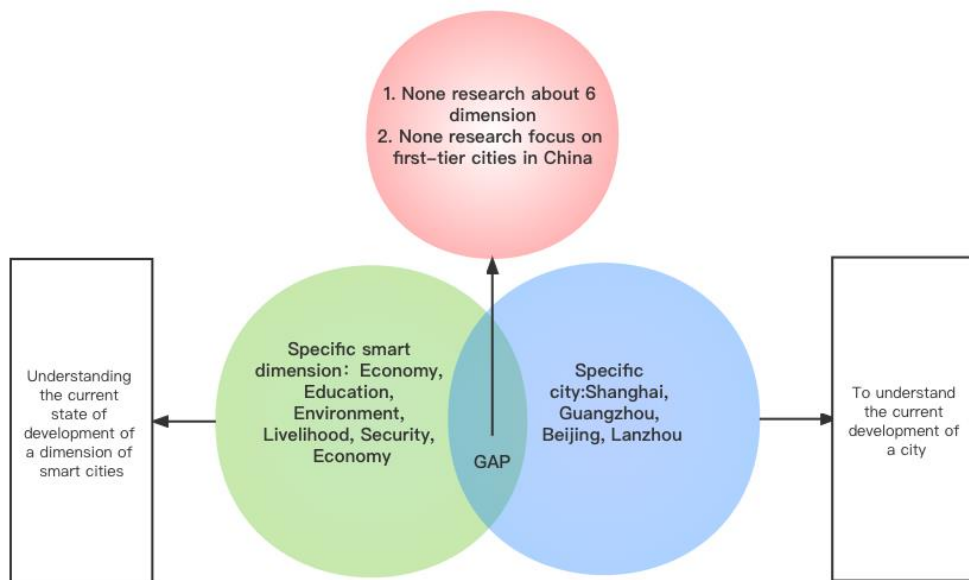 1. None research about 6
dimension
2. None research focus on
first-tier cities in China
Understanding
the current
state of
development of
a dimension of
smart cities
Specific smart
dimension：Economy,
Education,
Environment,
Livelihood, Security,
Economy
GAP
Specific
city:Shanghai,
Guangzhou,
Beijing, Lanzhou
To understand
the current
development of
a city